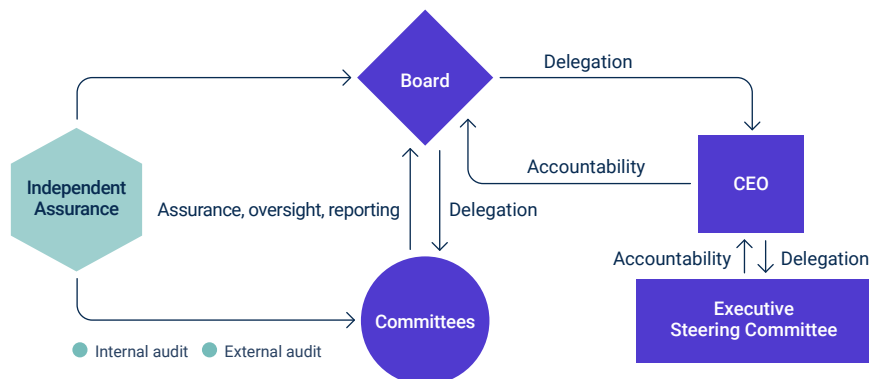 Delegation
Board
Accountability
CEO
Independent
Assurance
Assurance, oversight, reporting
Delegation
Accountability
Delegation
Committees
Executive
Steering Committee
Internal audit
External audit